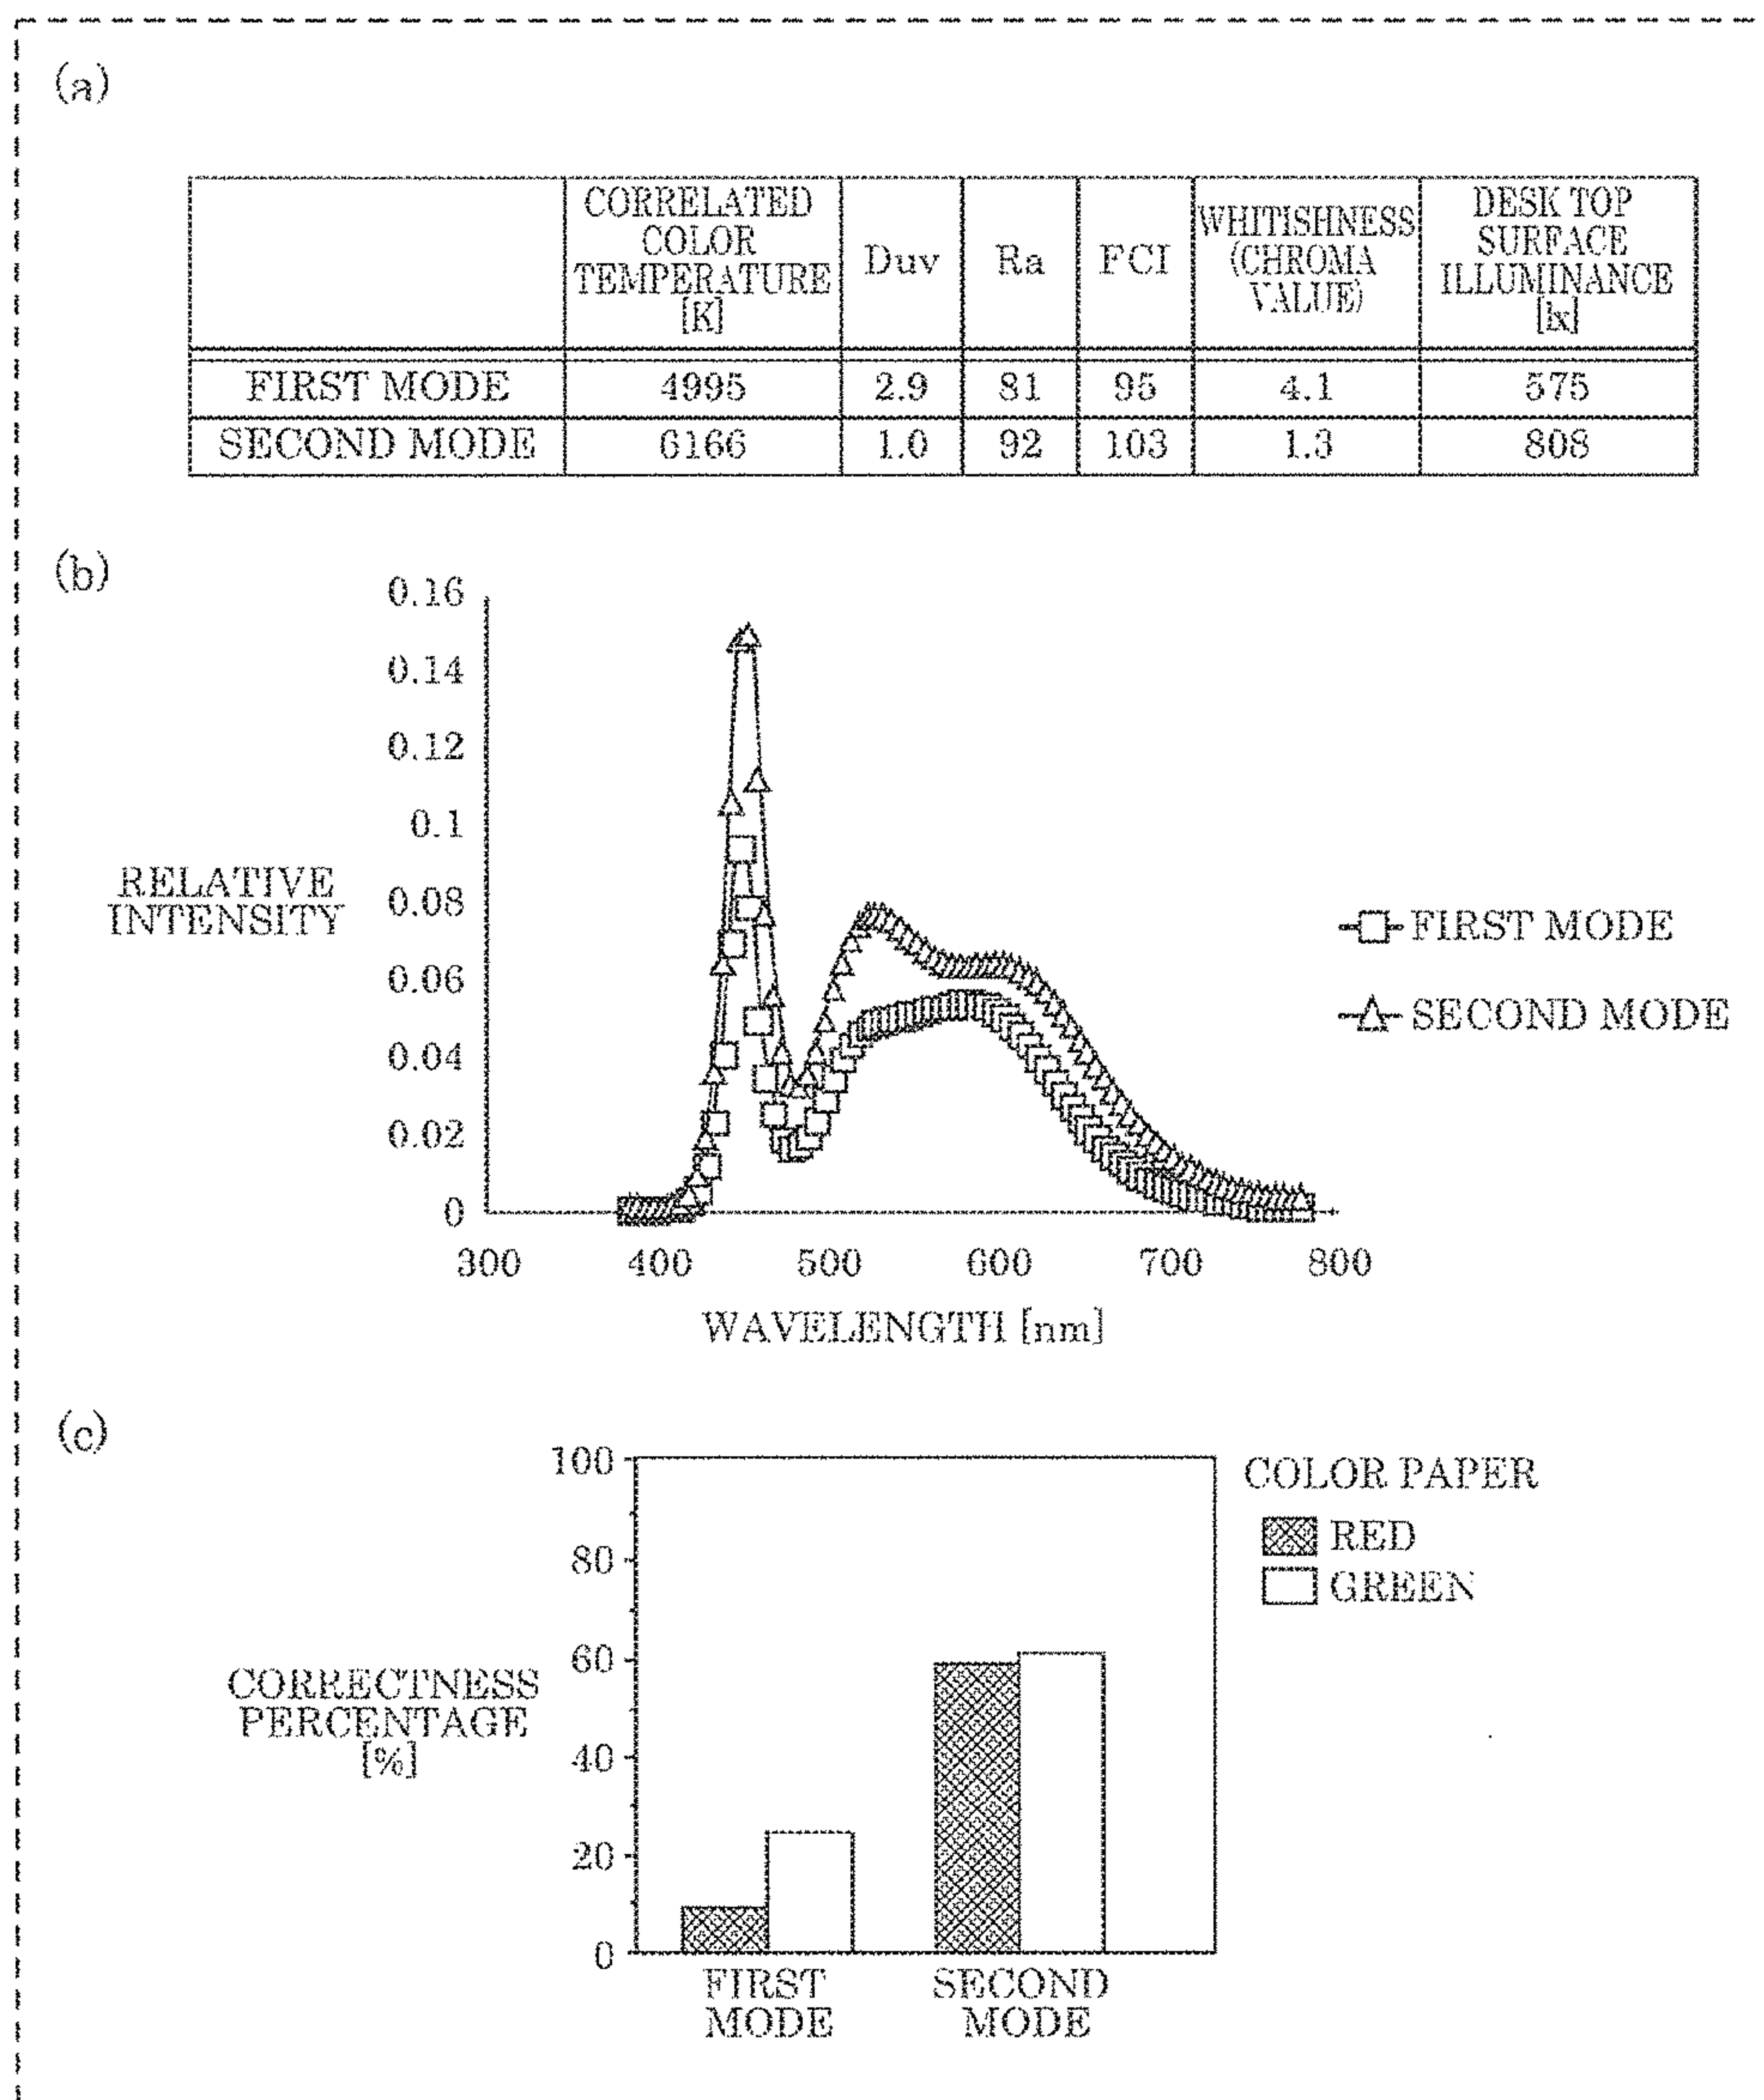 (a)
CORRELATED
COLOR
TEMPERATURE
[K]
Duv
Ra
FCI
WHITISHNESS
(CHROMA
VALUE)
DESK TOP
SURFACE
ILLUMINANCE
[lx]
FIRST MODE 4995 2.9 81 95 4.1 575
SECOND MODE 6166 1.0 92 103 1.3 808
(b)
0.16
0.14
0.12
0.1
0.08
0.06
0.04
0.02
0
RELATIVE
INTENSITY
300 400 500 600 700 800
WAVELENGTH [nm]
FIRST MODE
SECOND MODE
(c)
100
80
60
40
20
0
CORRECTNESS
PERCENTAGE
[%]
FIRST
MODE
SECOND
MODE
COLOR PAPER
RED
GREEN